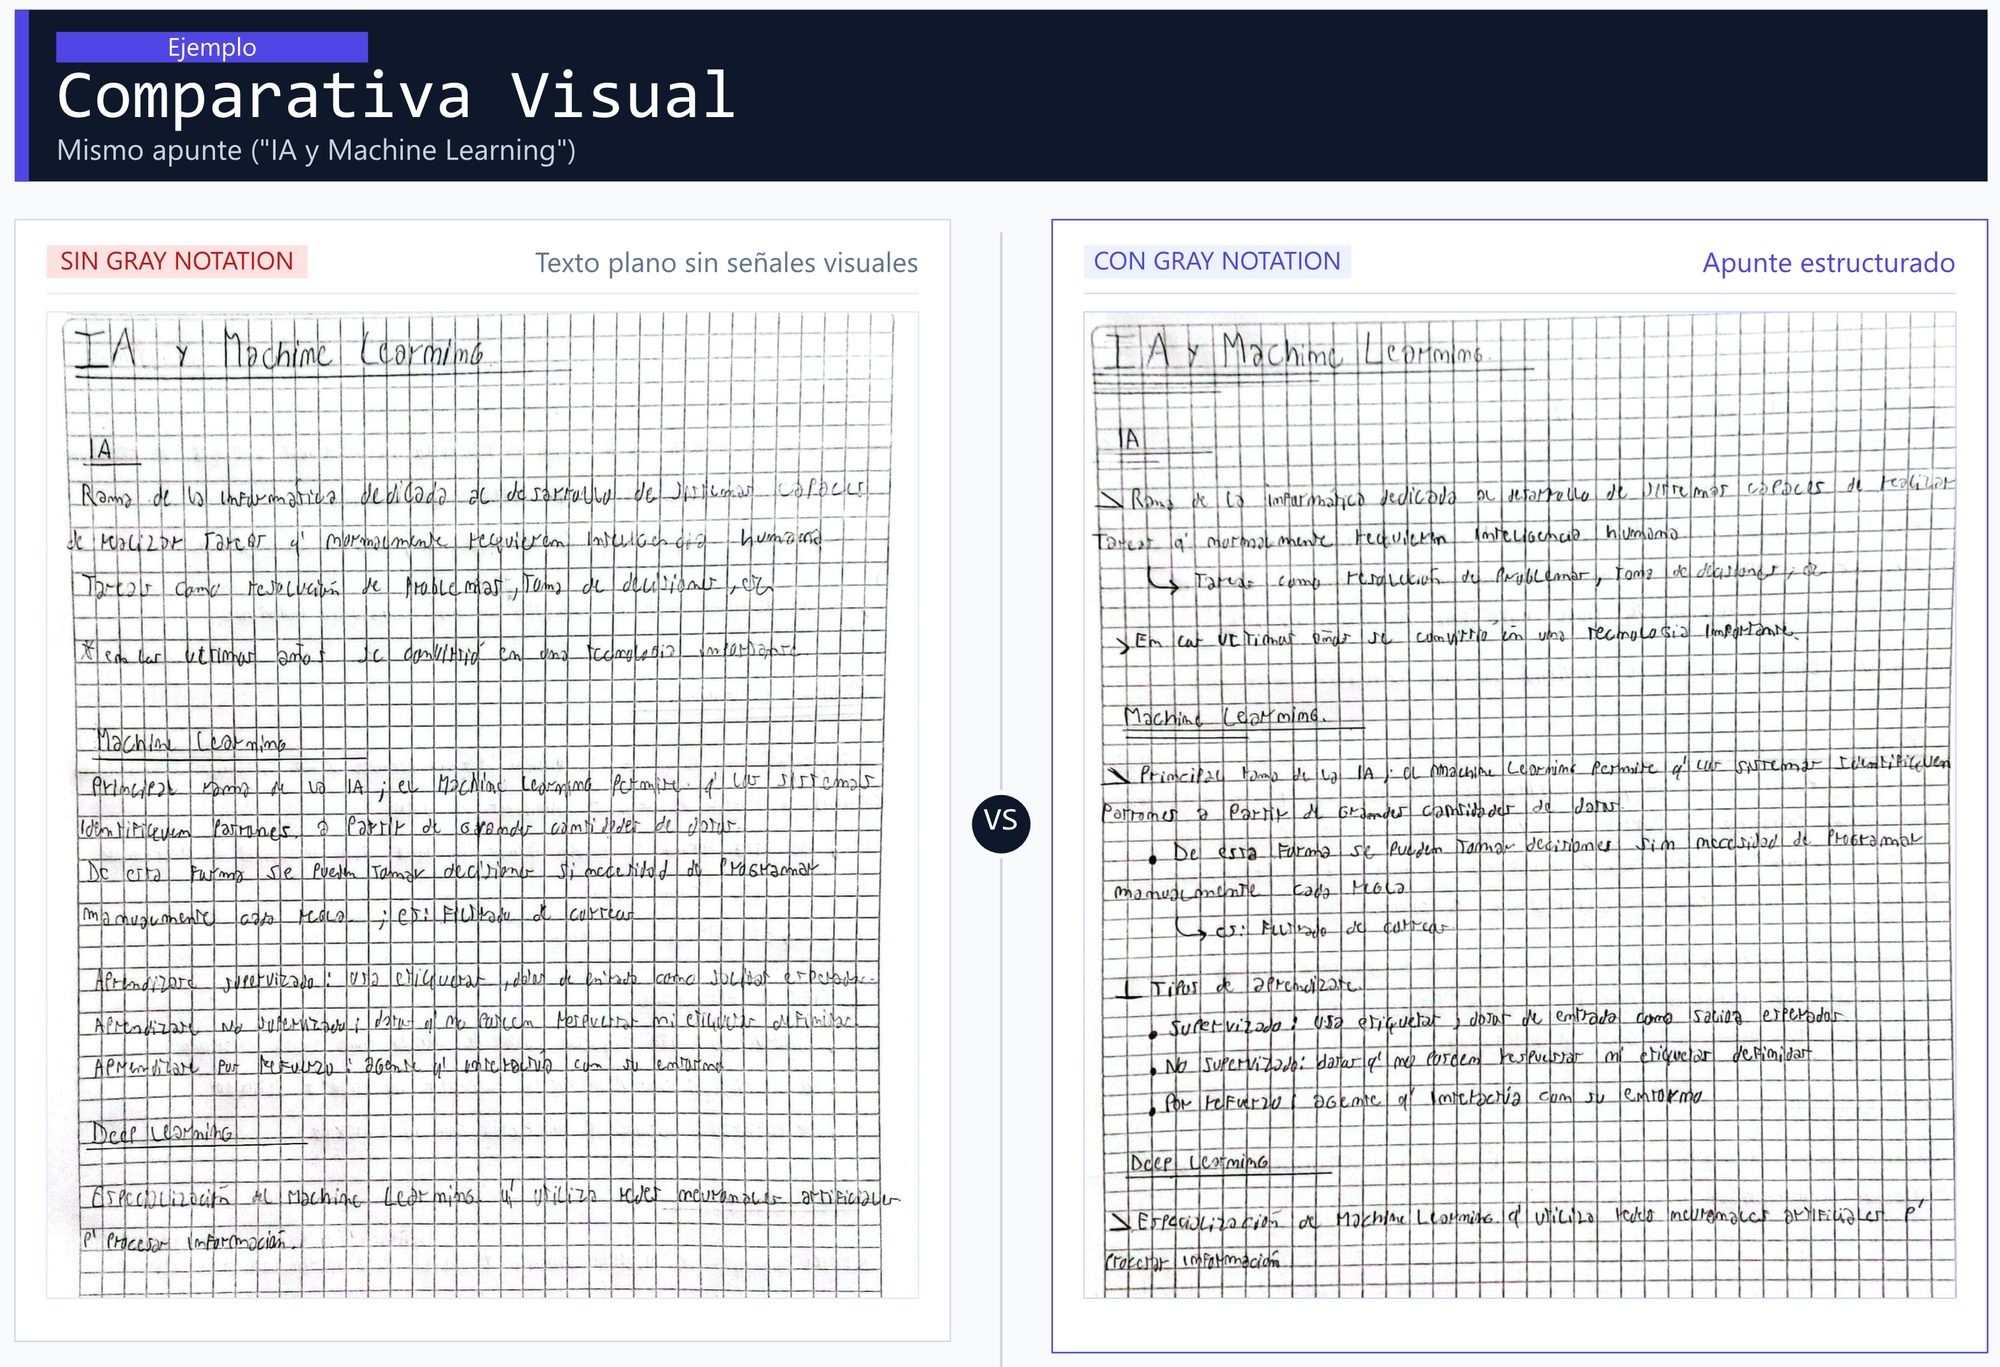 Ejemplo
Comparativa Visual
Mismo apunte ("IA y Machine Learning")
SIN GRAY NOTATION
Texto plano sin señales visuales
IA y Machine Learning
IA
Rama de la informática dedicada al desarrollo de sistemas capaces
de realizar tareas q' normalmente requieren inteligencia humana
Tareas como resolución de problemas, toma de decisiones, etc
* en los ultimos años se convirtió en una tecnologia importante
Machine Learning
Principal rama de la IA ; el Machine Learning permite q' los sistemas
identifiquen patrones a partir de grandes cantidades de datos
De esta forma se pueden tomar decisiones si necesidad de programar
manualmente cada regla ; ej: Filtrado de correos
Aprendizaje supervizado: usa etiquetas, datos de entrada como salidas esperadas.
Aprendizaje No supervizado: datos q' no poseen respuestas ni etiquetas definidas
Aprendizaje por refuerzo: agente q' interactúa con su entorno
Deep Learning
Especialización del Machine Learning q' utiliza redes neuronales artificiales
p' procesar información.
VS
CON GRAY NOTATION
Apunte estructurado
IA y Machine Learning
IA
Rama de la informática dedicada al desarrollo de sistemas capaces de realizar
tareas q' normalmente requieren inteligencia humana
↳ Tareas como resolución de problemas, toma de decisiones, etc
> En los ultimos años se convirtió en una tecnologia importante.
Machine Learning.
Principal rama de la IA ; el machine Learning permite q' los sistemas identifiquen
patrones a partir de grandes cantidades de datos.
• De esta forma se pueden tomar decisiones sin necesidad de programar
manualmente cada regla
↳ ej: Filtrado de correos
⊥ Tipos de aprendizaje.
• Supervizado: usa etiquetas, datos de entrada como salida esperados
• No supervizado: datos q' no poseen respuestas ni etiquetas definidas
• Por refuerzo: agente q' interactúa con su entorno
Deep Learning
Especialización de Machine Learning q' utiliza redes neuronales artificiales p'
procesar información